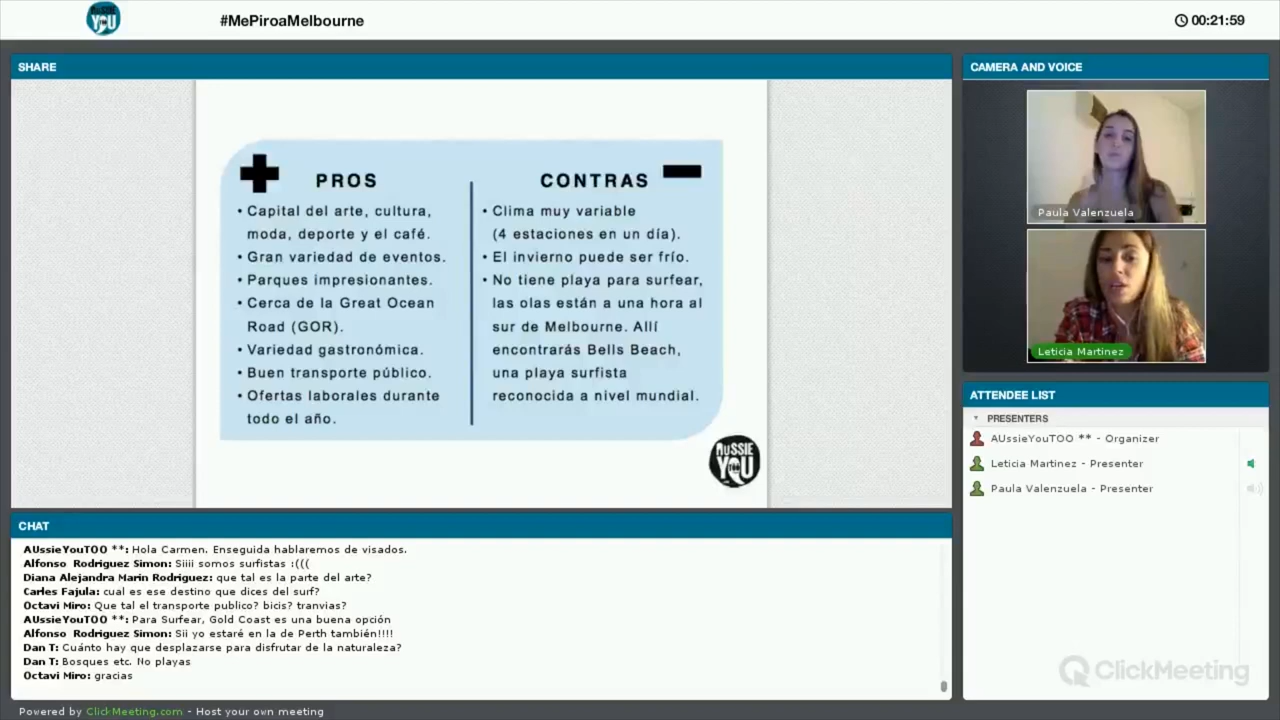 AUSSIE
YOU
TOO
#MePiroaMelbourne
00:21:59
SHARE
PROS
• Capital del arte, cultura,
moda, deporte y el café.
• Gran variedad de eventos.
• Parques impresionantes.
• Cerca de la Great Ocean
Road (GOR).
• Variedad gastronómica.
• Buen transporte público.
• Ofertas laborales durante
todo el año.
CONTRAS
• Clima muy variable
(4 estaciones en un día).
• El invierno puede ser frío.
• No tiene playa para surfear,
las olas están a una hora al
sur de Melbourne. Allí
encontrarás Bells Beach,
una playa surfista
reconocida a nivel mundial.
AUSSIE
YOU
TOO
CAMERA AND VOICE
Paula Valenzuela
Leticia Martinez
ATTENDEE LIST
PRESENTERS
AUssieYouTOO ** - Organizer
Leticia Martinez - Presenter
Paula Valenzuela - Presenter
CHAT
AUssieYouTOO **: Hola Carmen. Enseguida hablaremos de visados.
Alfonso Rodriguez Simon: Siiii somos surfistas :(((
Diana Alejandra Marin Rodriguez: que tal es la parte del arte?
Carles Fajula: cual es ese destino que dices del surf?
Octavi Miro: Que tal el transporte publico? bicis? tranvias?
AUssieYouTOO **: Para Surfear, Gold Coast es una buena opción
Alfonso Rodriguez Simon: Sii yo estaré en la de Perth también!!!!
Dan T: Cuánto hay que desplazarse para disfrutar de la naturaleza?
Dan T: Bosques etc. No playas
Octavi Miro: gracias
ClickMeeting
Powered by ClickMeeting.com - Host your own meeting